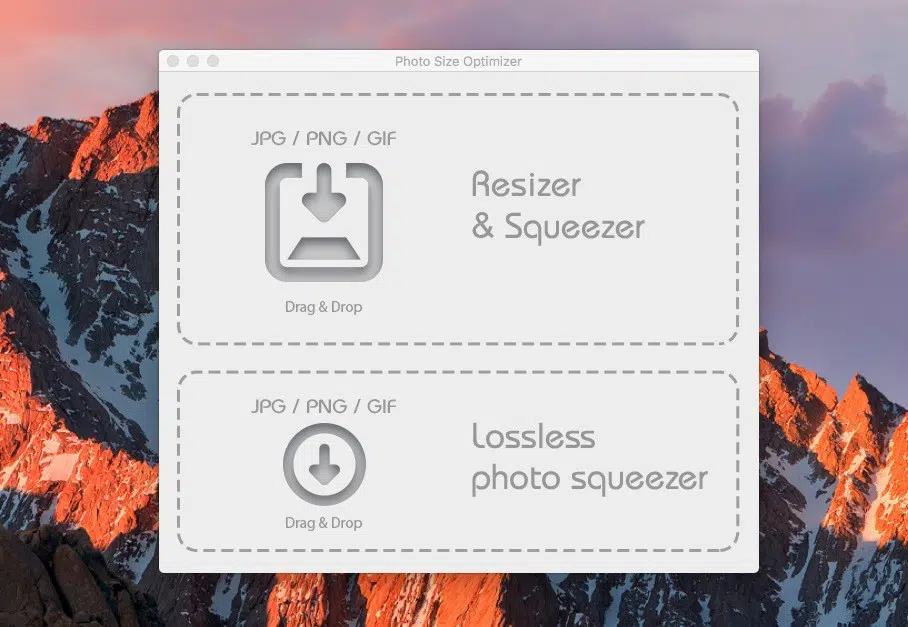 Photo Size Optimizer
JPG / PNG / GIF
Drag & Drop
Resizer
& Squeezer
JPG / PNG / GIF
Drag & Drop
Lossless
photo squeezer